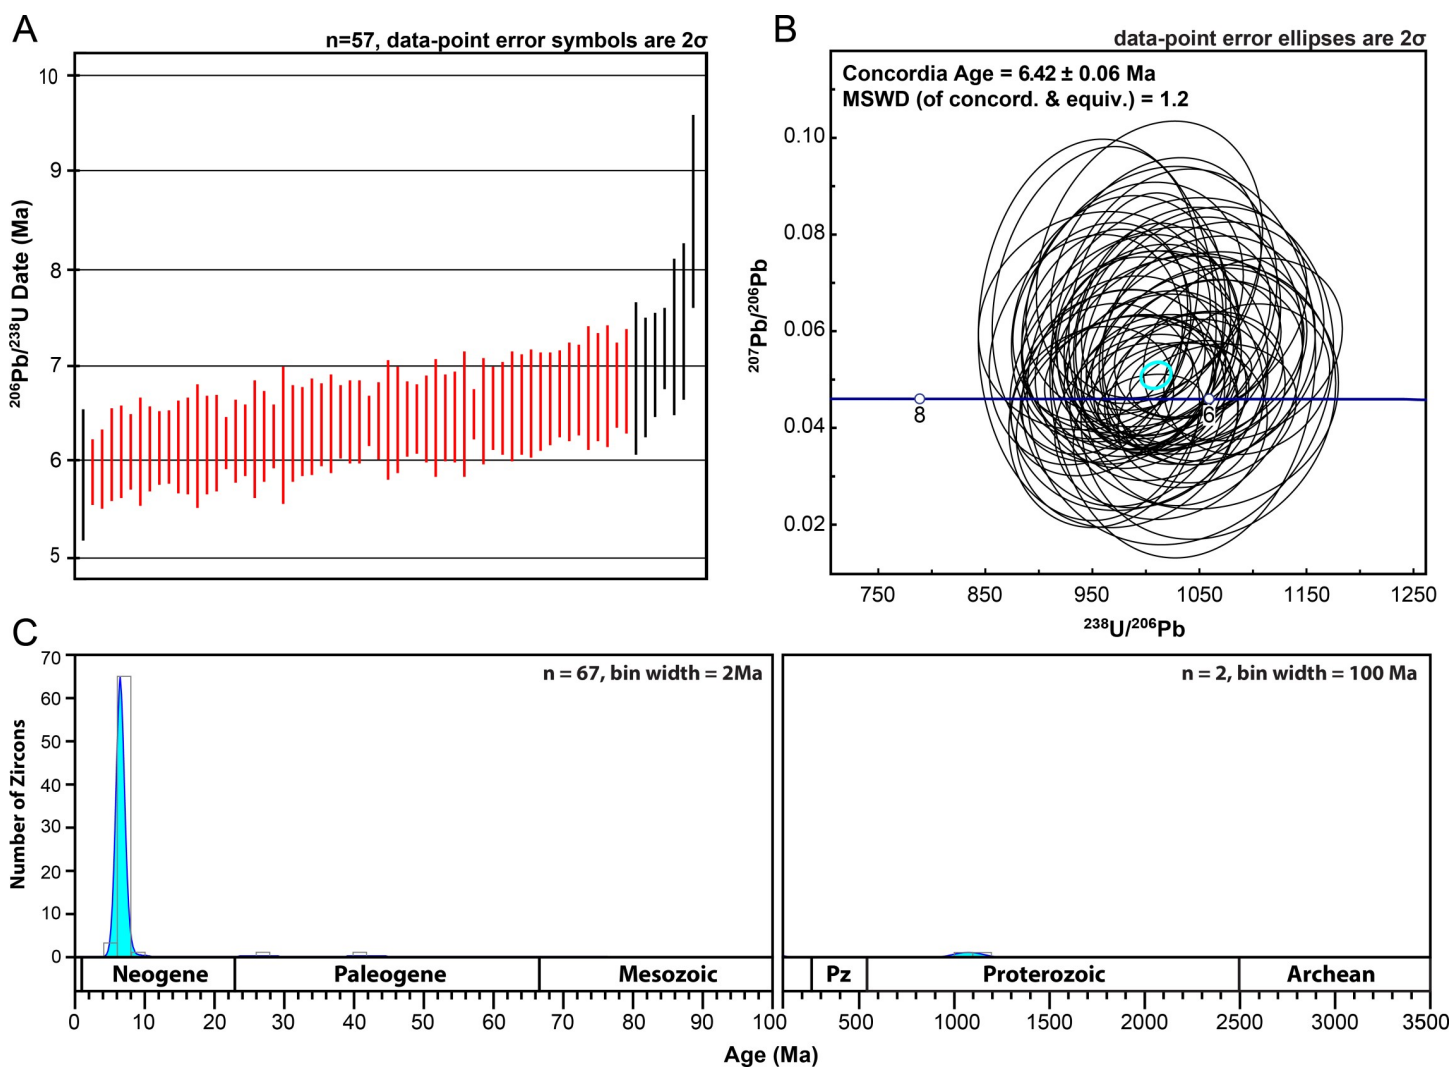 A
n=57, data-point error symbols are 2σ
10
9
8
7
6
5
²⁰⁶Pb/²³⁸U Date (Ma)
B
data-point error ellipses are 2σ
Concordia Age = 6.42 ± 0.06 Ma
MSWD (of concord. & equiv.) = 1.2
0.10
0.08
0.06
0.04
0.02
²⁰⁷Pb/²⁰⁶Pb
8
6
750 850 950 1050 1150 1250
²³⁸U/²⁰⁶Pb
C
70
60
50
40
30
20
10
0
Number of Zircons
n = 67, bin width = 2Ma
n = 2, bin width = 100 Ma
Neogene Paleogene Mesozoic
Pz Proterozoic Archean
0 10 20 30 40 50 60 70 80 90 100
500 1000 1500 2000 2500 3000 3500
Age (Ma)